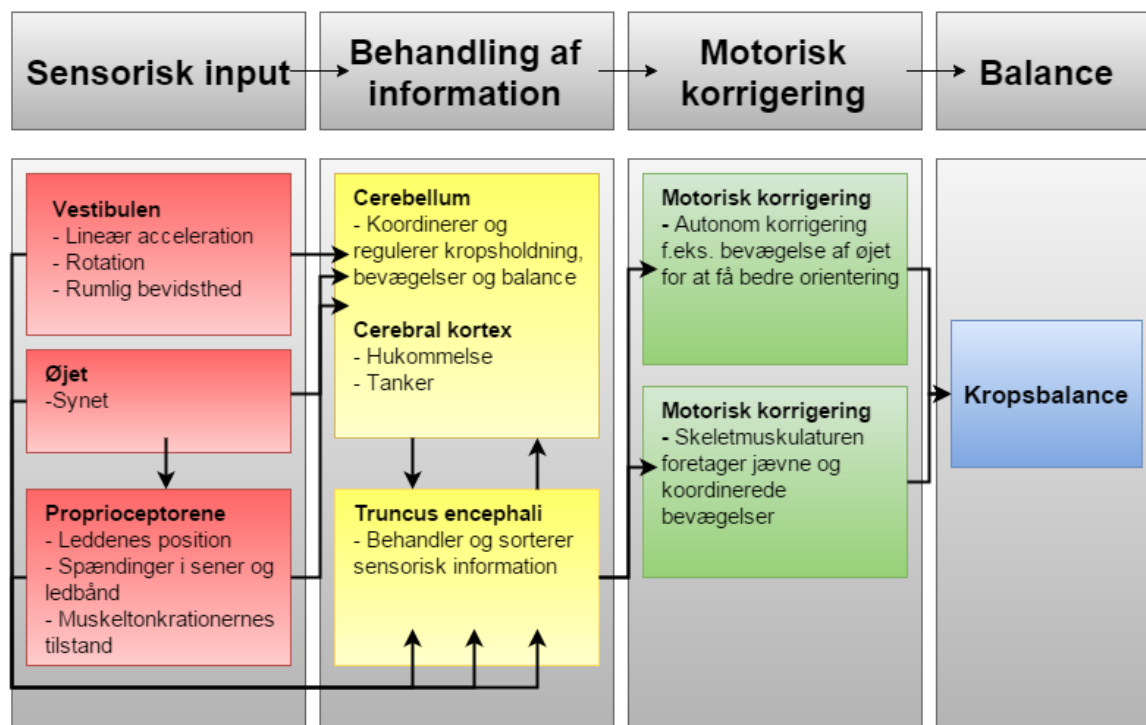 Sensorisk input
Behandling af
information
Motorisk
korrigering
Balance
Vestibulen
- Lineær acceleration
- Rotation
- Rumlig bevidsthed
Øjet
-Synet
Proprioceptorene
- Leddenes position
- Spændinger i sener og
ledbånd
- Muskeltonkrationernes
tilstand
Cerebellum
- Koordinerer og
regulerer kropsholdning,
bevægelser og balance
Cerebral kortex
- Hukommelse
- Tanker
Truncus encephali
- Behandler og sorterer
sensorisk information
Motorisk korrigering
- Autonom korrigering
f.eks. bevægelse af øjet
for at få bedre orientering
Motorisk korrigering
- Skeletmuskulaturen
foretager jævne og
koordinerede
bevægelser
Kropsbalance